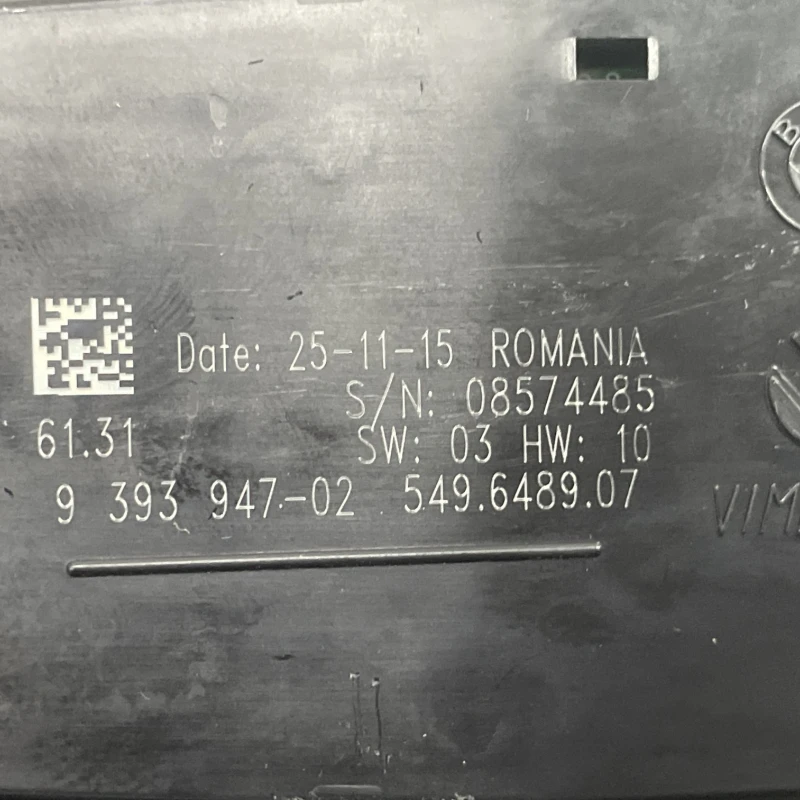 B
Date: 25-11-15 ROMANIA
S/N: 08574485
61.31 SW: 03 HW: 10
9 393 947-02 549.6489.07